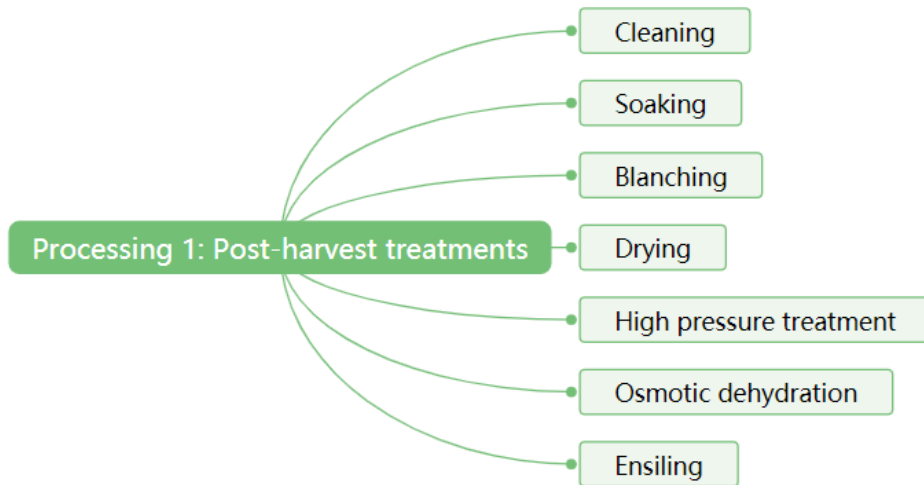 Processing 1: Post-harvest treatments
Cleaning
Soaking
Blanching
Drying
High pressure treatment
Osmotic dehydration
Ensiling